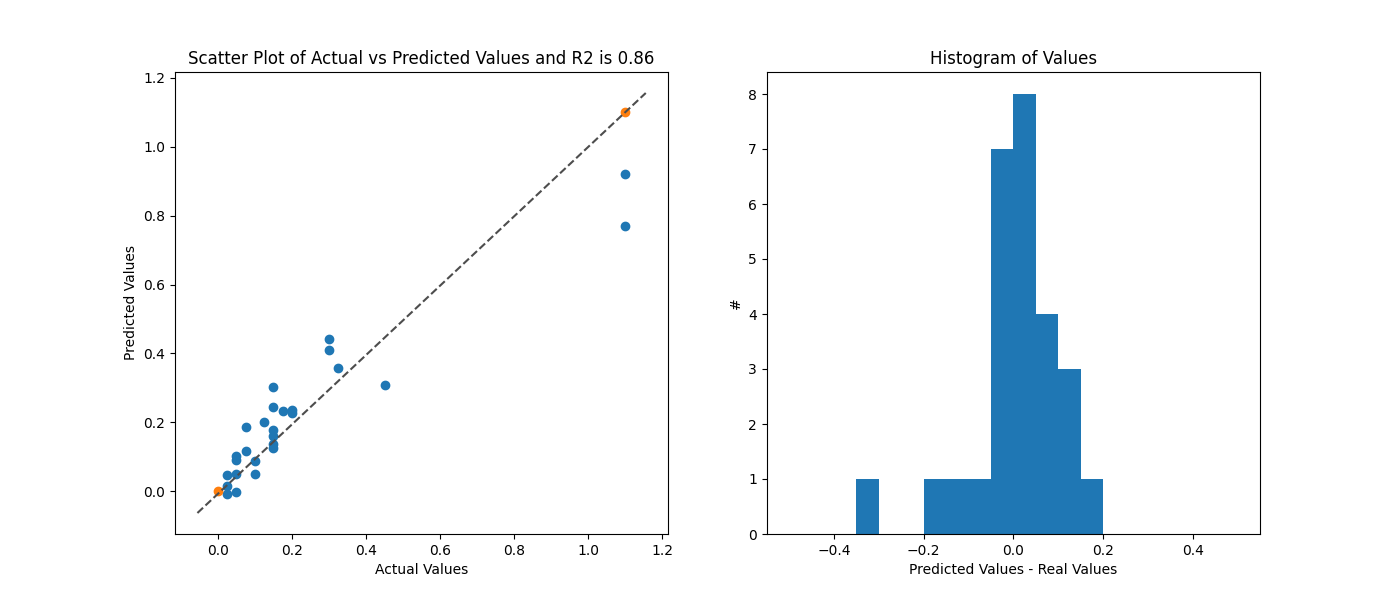 Scatter Plot of Actual vs Predicted Values and R2 is 0.86
1.2
1.0
0.8
0.6
0.4
0.2
0.0
Predicted Values
0.0 0.2 0.4 0.6 0.8 1.0 1.2
Actual Values
Histogram of Values
8
7
6
5
4
3
2
1
0
#
−0.4 −0.2 0.0 0.2 0.4
Predicted Values - Real Values